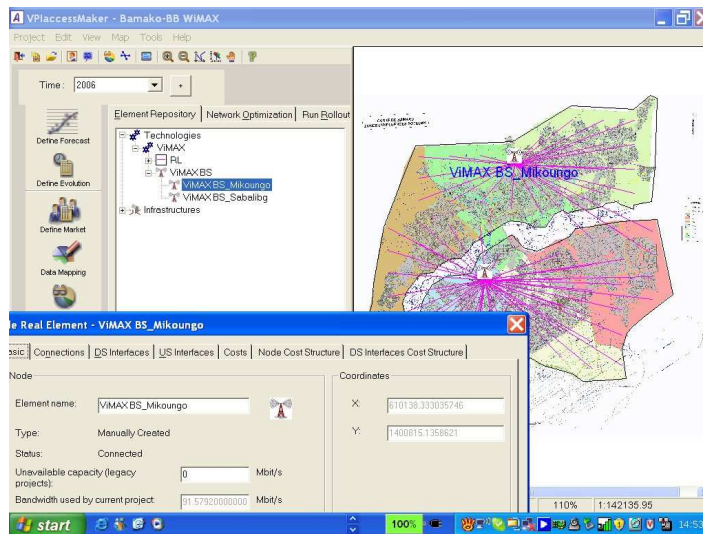 VPlaccessMaker - Bamako-BB WiMAX
Project Edit View Map Tools Help
Time: 2006 +
Element Repository Network Optimization Run Rollout
Define Forecast
Define Evolution
Define Market
Data Mapping
Technologies
ViMAX
RL
ViMAX BS
ViMAX BS_Mikoungo
ViMAX BS_Sabalibg
Infrastructures
ViMAX BS_Mikoungo
de Real Element - ViMAX BS_Mikoungo
Basic Connections DS Interfaces US Interfaces Costs Node Cost Structure DS Interfaces Cost Structure
Node
Element name: ViMAX BS_Mikoungo
Type: Manually Created
Status: Connected
Unavailable capacity (legacy projects): 0 Mbit/s
Bandwidth used by current project: 91.57920000000 Mbit/s
Coordinates
X: 610138.333035746
Y: 1400815.1358621
110% 1:142135.95
start 100% 14:53